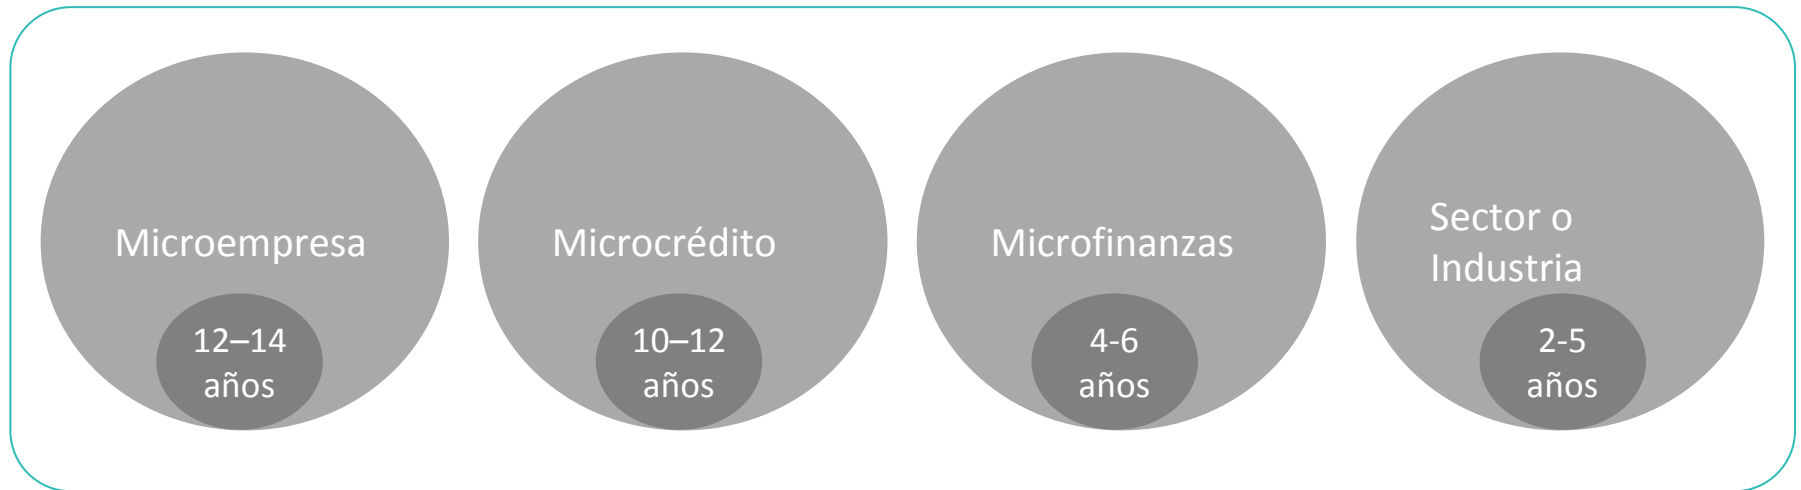 Microempresa
12–14
años
Microcrédito
10–12
años
Microfinanzas
4-6
años
Sector o
Industria
2-5
años